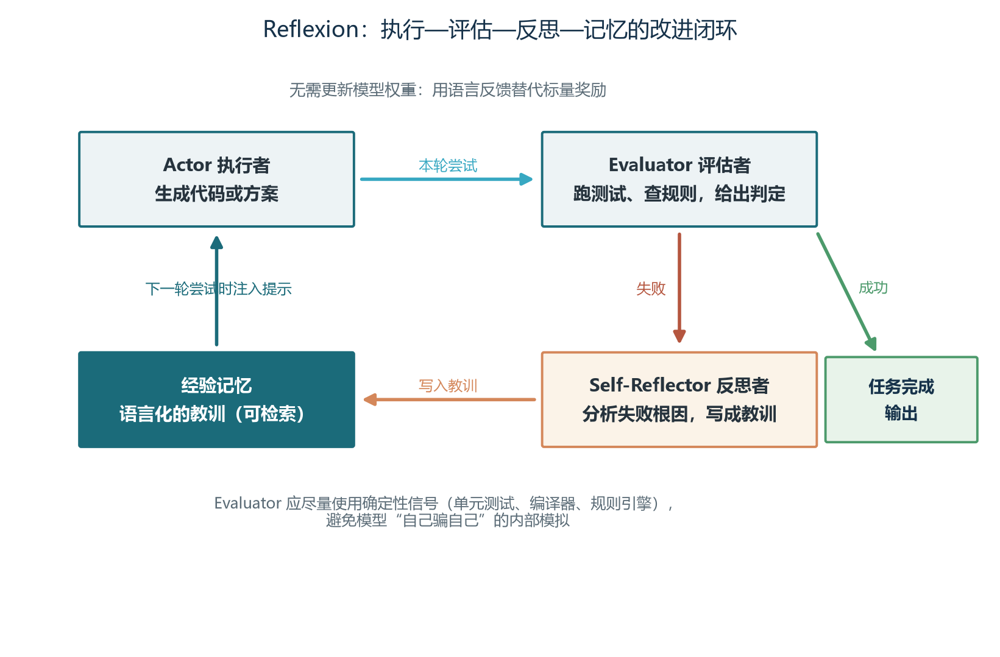 Reflexion：执行—评估—反思—记忆的改进闭环
无需更新模型权重：用语言反馈替代标量奖励
Actor 执行者
生成代码或方案
本轮尝试
Evaluator 评估者
跑测试、查规则，给出判定
下一轮尝试时注入提示
失败
成功
经验记忆
语言化的教训（可检索）
写入教训
Self-Reflector 反思者
分析失败根因，写成教训
任务完成
输出
Evaluator 应尽量使用确定性信号（单元测试、编译器、规则引擎），
避免模型“自己骗自己”的内部模拟